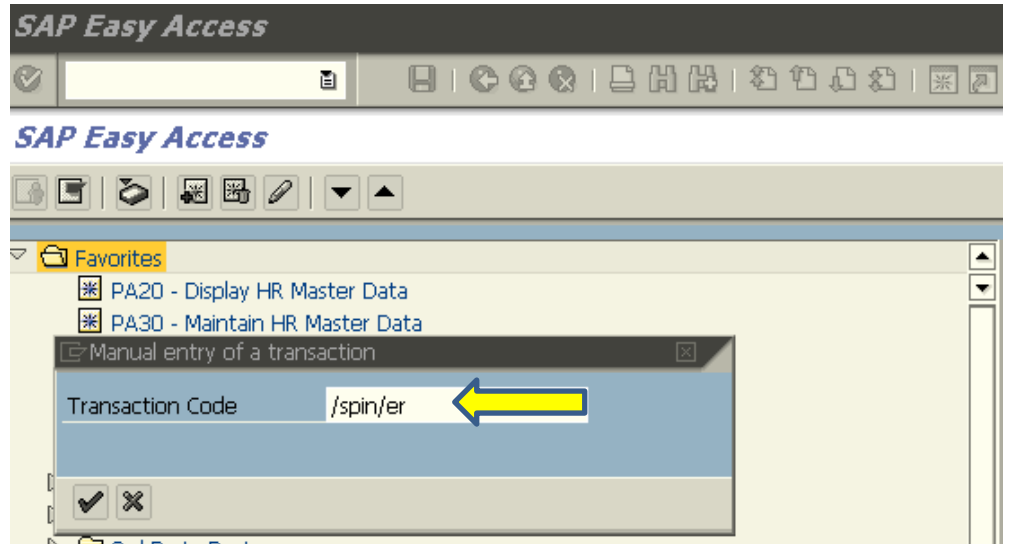 SAP Easy Access
SAP Easy Access
Favorites
PA20 - Display HR Master Data
PA30 - Maintain HR Master Data
Manual entry of a transaction
Transaction Code /spin/er